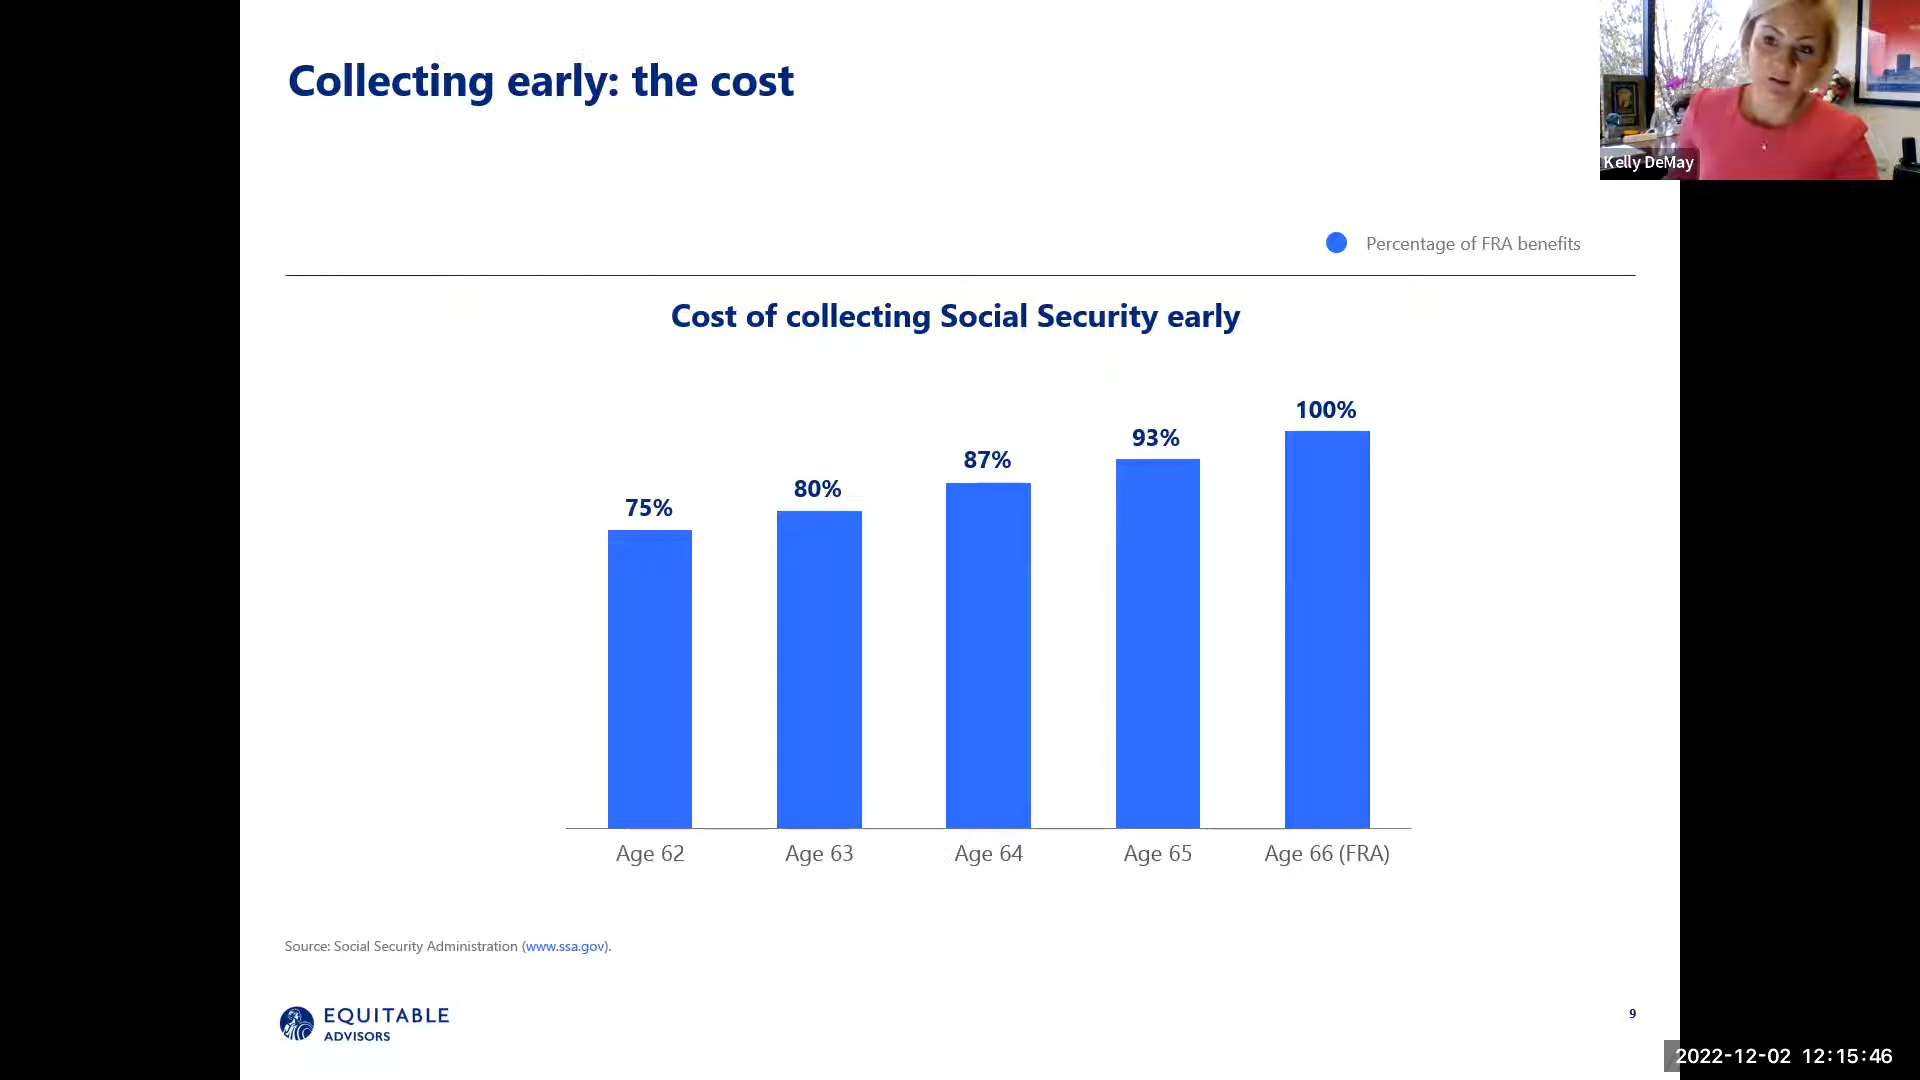 Collecting early: the cost
Kelly DeMay
Percentage of FRA benefits
Cost of collecting Social Security early
75%
80%
87%
93%
100%
Age 62
Age 63
Age 64
Age 65
Age 66 (FRA)
Source: Social Security Administration (www.ssa.gov).
EQUITABLE
ADVISORS
9
2022-12-02 12:15:46